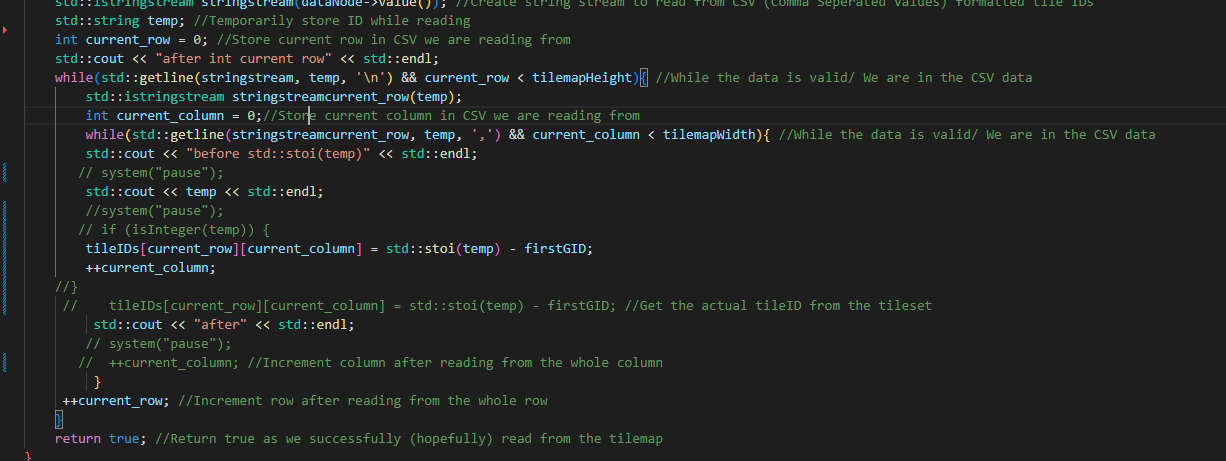 std::istringstream stringstream(dataNode->value()); //Create string stream to read from CSV (Comma Seperated Values) formatted tile IDs
std::string temp; //Temporarily store ID while reading
int current_row = 0; //Store current row in CSV we are reading from
std::cout << "after int current row" << std::endl;
while(std::getline(stringstream, temp, '\n') && current_row < tilemapHeight){ //While the data is valid/ We are in the CSV data
std::istringstream stringstreamcurrent_row(temp);
int current_column = 0;//Store current column in CSV we are reading from
while(std::getline(stringstreamcurrent_row, temp, ',') && current_column < tilemapWidth){ //While the data is valid/ We are in the CSV data
std::cout << "before std::stoi(temp)" << std::endl;
// system("pause");
std::cout << temp << std::endl;
//system("pause");
// if (isInteger(temp)) {
tileIDs[current_row][current_column] = std::stoi(temp) - firstGID;
++current_column;
//}
//    tileIDs[current_row][current_column] = std::stoi(temp) - firstGID; //Get the actual tileID from the tileset
std::cout << "after" << std::endl;
// system("pause");
//  ++current_column; //Increment column after reading from the whole column
}
++current_row; //Increment row after reading from the whole row
}
return true; //Return true as we successfully (hopefully) read from the tilemap
}